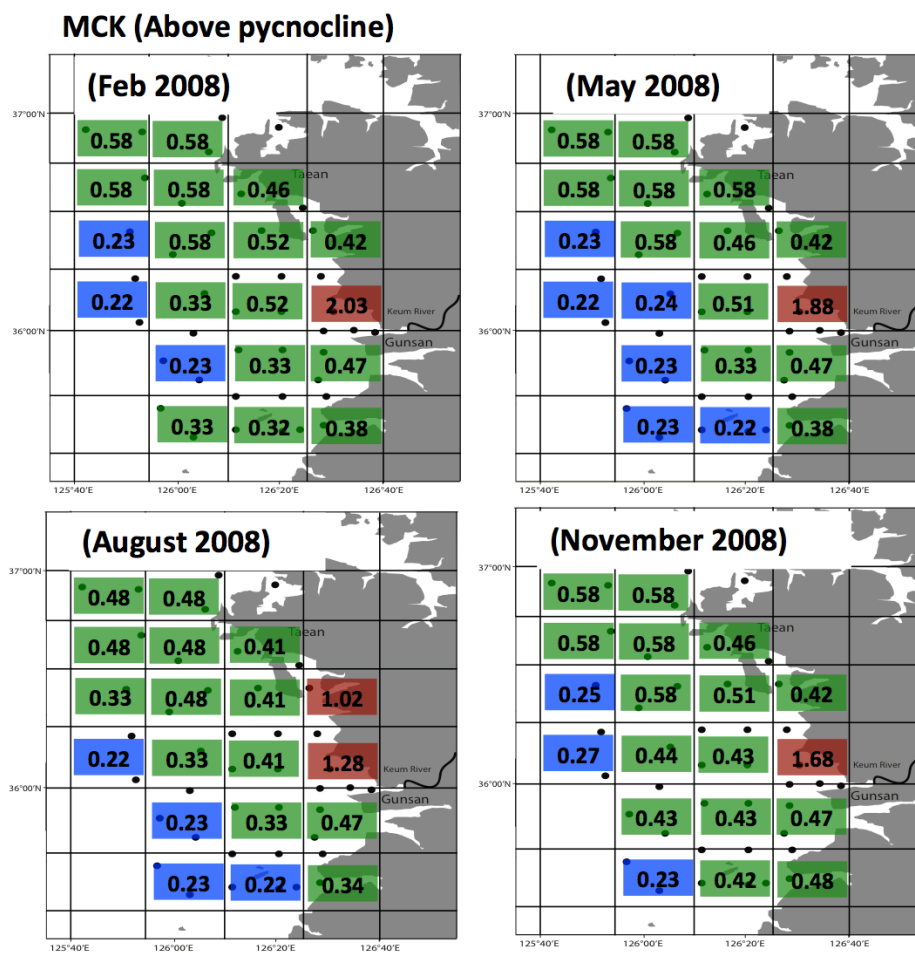 MCK (Above pycnocline)
(Feb 2008)
37°00'N
0.58 0.58
Taean
0.58 0.58 0.46
0.23 0.58 0.52 0.42
0.22 0.33 0.52 2.03
Keum River
36°00'N
Gunsan
0.23 0.33 0.47
0.33 0.32 0.38
125°40'E 126°00'E 126°20'E 126°40'E
(May 2008)
37°00'N
0.58 0.58
Taean
0.58 0.58 0.58
0.23 0.58 0.46 0.42
0.22 0.24 0.51 1.88
Keum River
36°00'N
Gunsan
0.23 0.33 0.47
0.23 0.22 0.38
125°40'E 126°00'E 126°20'E 126°40'E
(August 2008)
37°00'N
0.48 0.48
Taean
0.48 0.48 0.41
0.33 0.48 0.41 1.02
0.22 0.33 0.41 1.28
Keum River
36°00'N
Gunsan
0.23 0.33 0.47
0.23 0.22 0.34
125°40'E 126°00'E 126°20'E 126°40'E
(November 2008)
37°00'N
0.58 0.58
Taean
0.58 0.58 0.46
0.25 0.58 0.51 0.42
0.27 0.44 0.43 1.68
Keum River
36°00'N
Gunsan
0.43 0.43 0.47
0.23 0.42 0.48
125°40'E 126°00'E 126°20'E 126°40'E